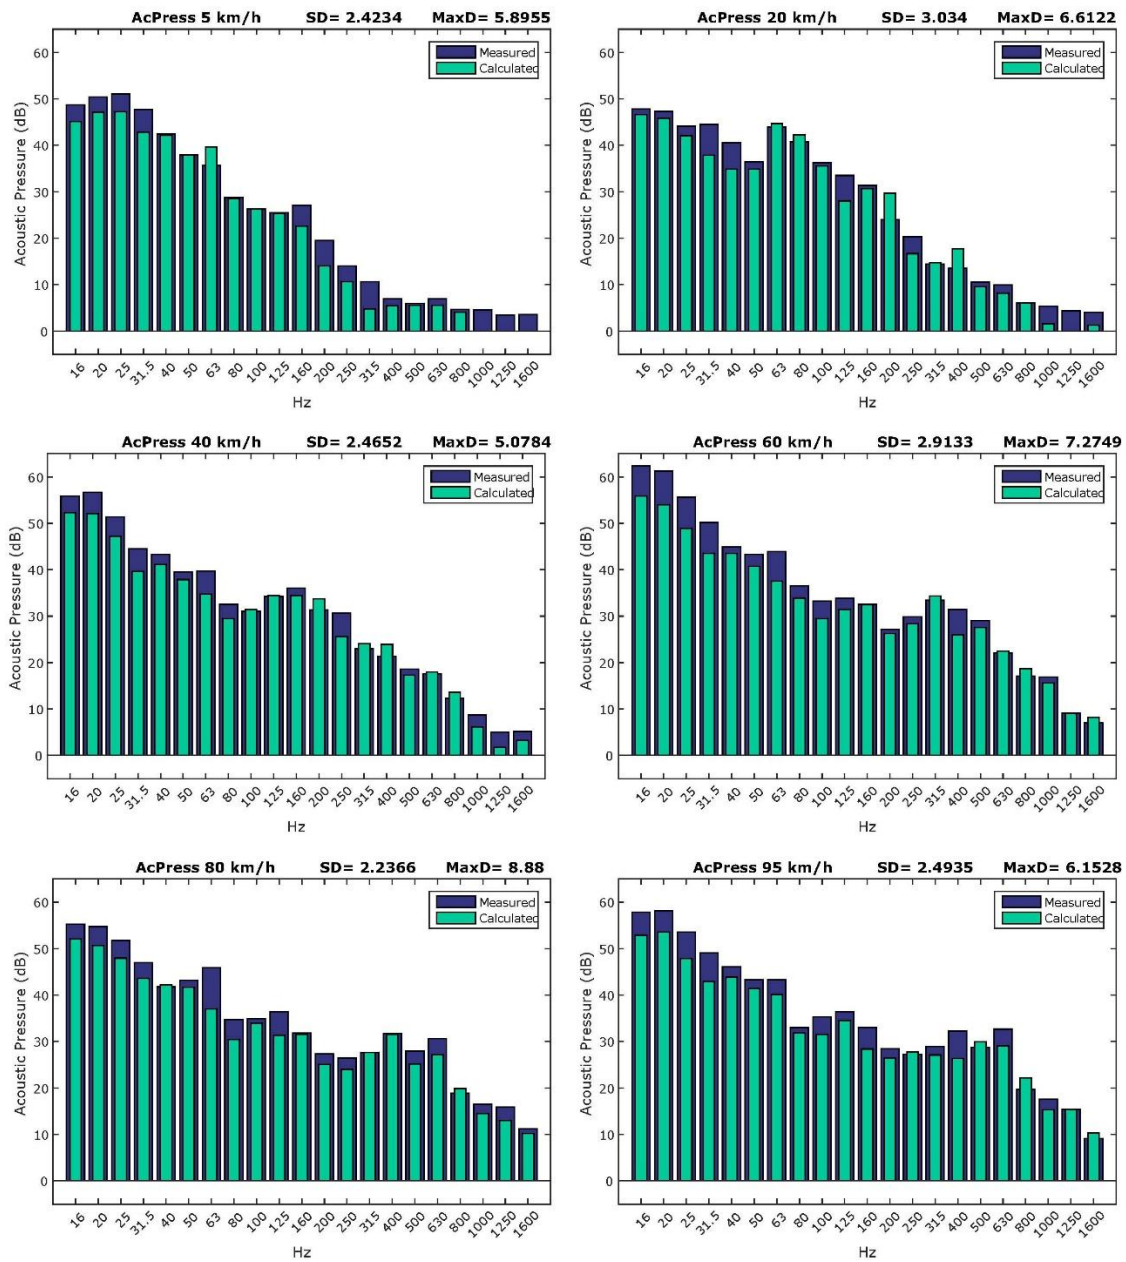 AcPress 5 km/h SD= 2.4234 MaxD= 5.8955
Measured
Calculated
Acoustic Pressure (dB)
60
50
40
30
20
10
0
16 20 25 31.5 40 50 63 80 100 125 160 200 250 315 400 500 630 800 1000 1250 1600
Hz
AcPress 20 km/h SD= 3.034 MaxD= 6.6122
Measured
Calculated
Acoustic Pressure (dB)
60
50
40
30
20
10
0
16 20 25 31.5 40 50 63 80 100 125 160 200 250 315 400 500 630 800 1000 1250 1600
Hz
AcPress 40 km/h SD= 2.4652 MaxD= 5.0784
Measured
Calculated
Acoustic Pressure (dB)
60
50
40
30
20
10
0
16 20 25 31.5 40 50 63 80 100 125 160 200 250 315 400 500 630 800 1000 1250 1600
Hz
AcPress 60 km/h SD= 2.9133 MaxD= 7.2749
Measured
Calculated
Acoustic Pressure (dB)
60
50
40
30
20
10
0
16 20 25 31.5 40 50 63 80 100 125 160 200 250 315 400 500 630 800 1000 1250 1600
Hz
AcPress 80 km/h SD= 2.2366 MaxD= 8.88
Measured
Calculated
Acoustic Pressure (dB)
60
50
40
30
20
10
0
16 20 25 31.5 40 50 63 80 100 125 160 200 250 315 400 500 630 800 1000 1250 1600
Hz
AcPress 95 km/h SD= 2.4935 MaxD= 6.1528
Measured
Calculated
Acoustic Pressure (dB)
60
50
40
30
20
10
0
16 20 25 31.5 40 50 63 80 100 125 160 200 250 315 400 500 630 800 1000 1250 1600
Hz